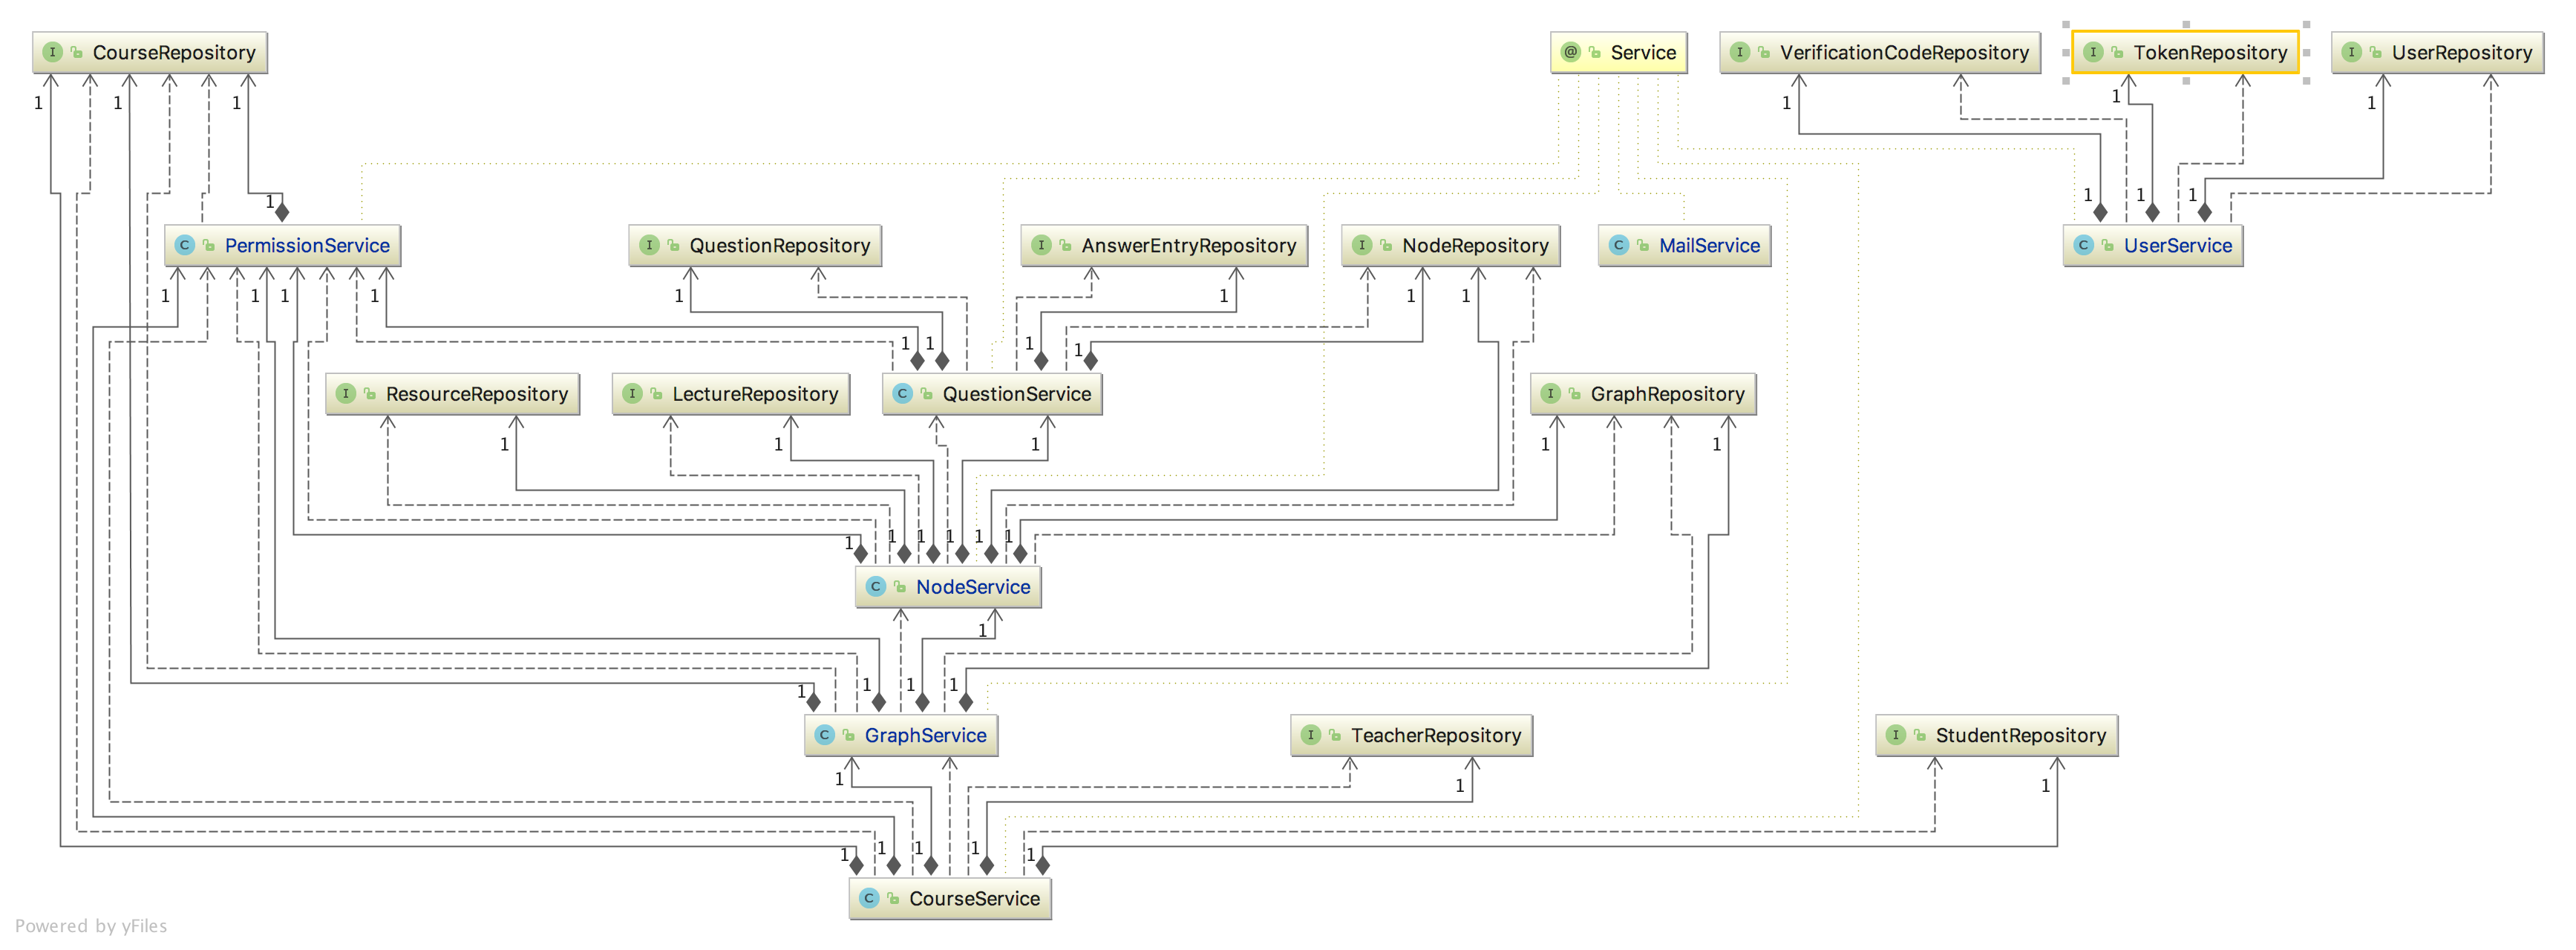 CourseRepository
Service
VerificationCodeRepository
TokenRepository
UserRepository
1
1
1
1
1
1
1
1
1
1
1
PermissionService
QuestionRepository
AnswerEntryRepository
NodeRepository
MailService
UserService
1
1
1
1
1
1
1
1
1
1
1
1
ResourceRepository
LectureRepository
QuestionService
GraphRepository
1
1
1
1
1
1
1
1
1
1
1
NodeService
1
1
1
1
1
GraphService
TeacherRepository
StudentRepository
1
1
1
1
1
1
1
1
CourseService
Powered by yFiles